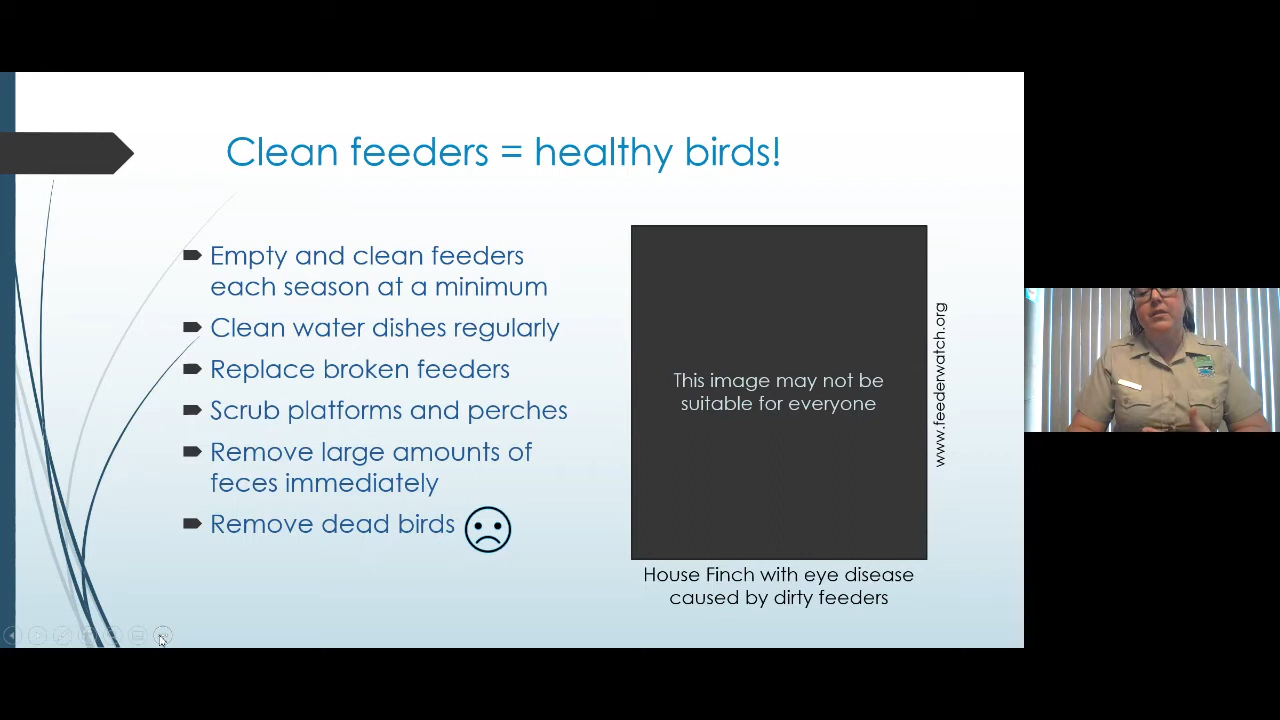 Clean feeders = healthy birds!
Empty and clean feeders
each season at a minimum
Clean water dishes regularly
Replace broken feeders
Scrub platforms and perches
Remove large amounts of
feces immediately
Remove dead birds
This image may not be
suitable for everyone
www.feederwatch.org
House Finch with eye disease
caused by dirty feeders